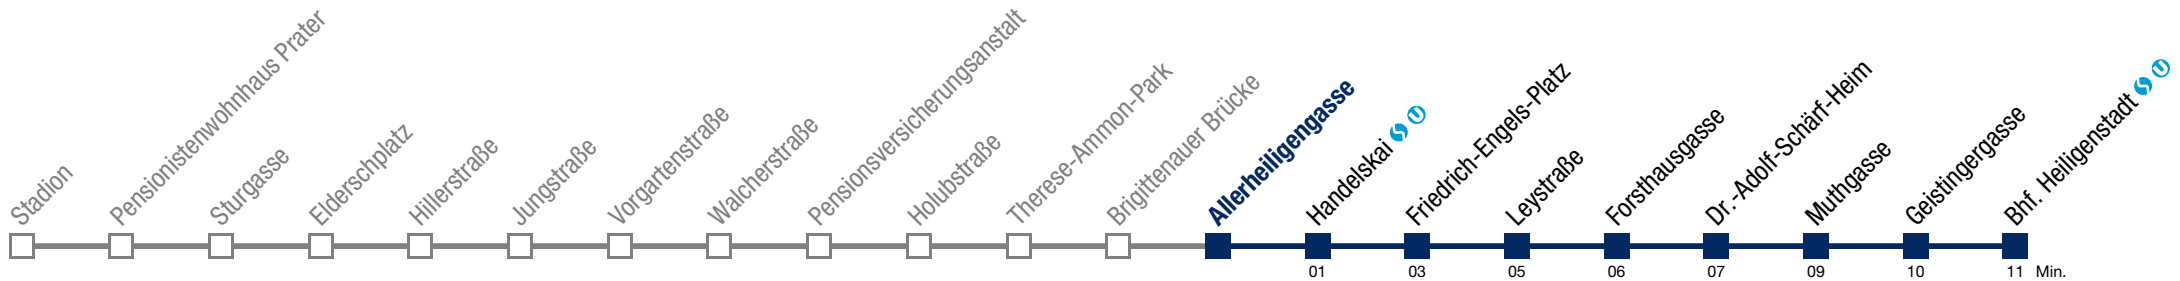 Stadion
Pensionistenwohnhaus Prater
Sturgasse
Elderschplatz
Hillerstraße
Jungstraße
Vorgartenstraße
Walcherstraße
Pensionsversicherungsanstalt
Holubstraße
Therese-Ammon-Park
Brigittenauer Brücke
Allerheiligengasse
Handelskai S U
Friedrich-Engels-Platz
Leystraße
Forsthausgasse
Dr.-Adolf-Schärf-Heim
Muthgasse
Geistingergasse
Bhf. Heiligenstadt S U
01 03 05 06 07 09 10 11 Min.